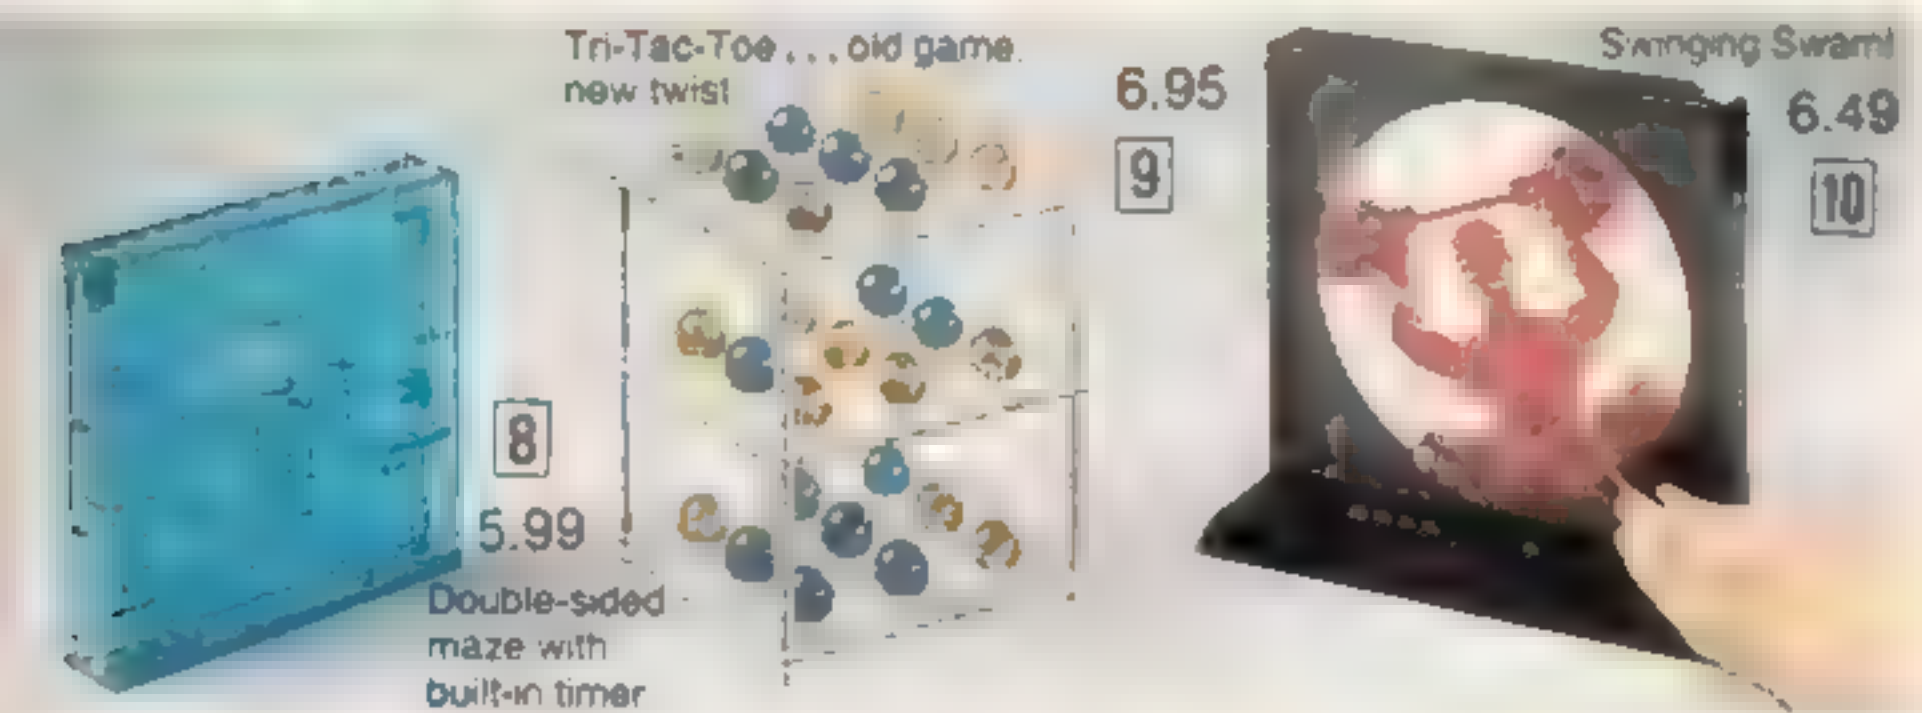 Tri-Tac-Toe...old game.
new twist
6.95
9
Swinging Swami
6.49
10
8
5.99
Double-sided
maze with
built-in timer